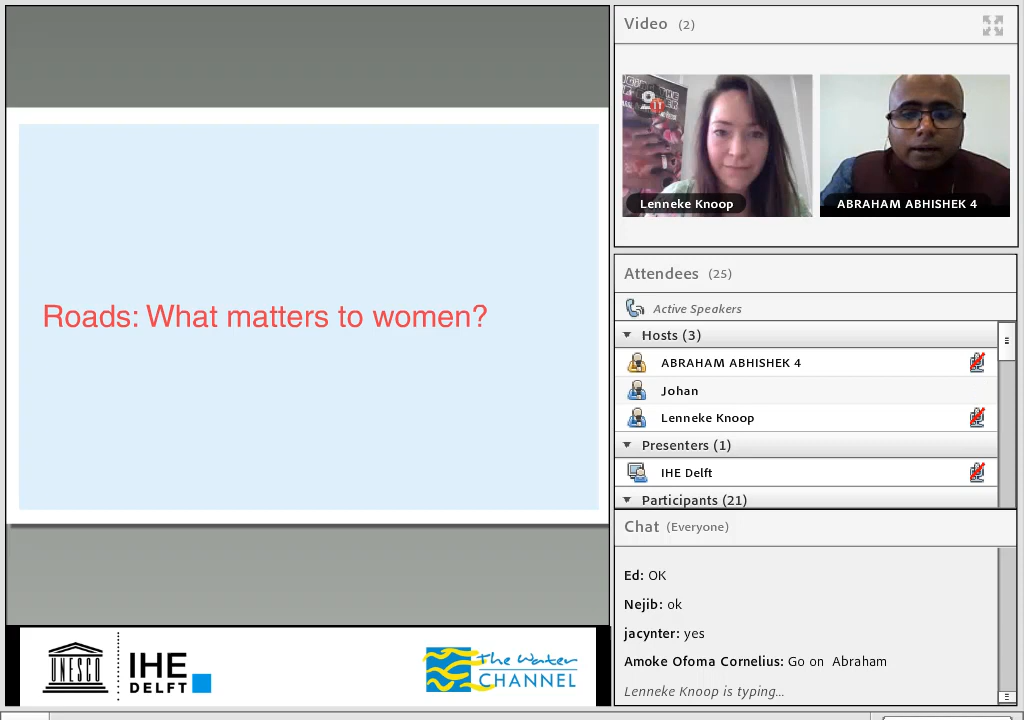 Roads: What matters to women?
UNESCO
IHE
DELFT
The Water
CHANNEL
Video (2)
Lenneke Knoop
ABRAHAM ABHISHEK 4
Attendees (25)
Active Speakers
Hosts (3)
ABRAHAM ABHISHEK 4
Johan
Lenneke Knoop
Presenters (1)
IHE Delft
Participants (21)
Chat (Everyone)
Ed: OK
Nejib: ok
jacynter: yes
Amoke Ofoma Cornelius: Go on Abraham
Lenneke Knoop is typing...